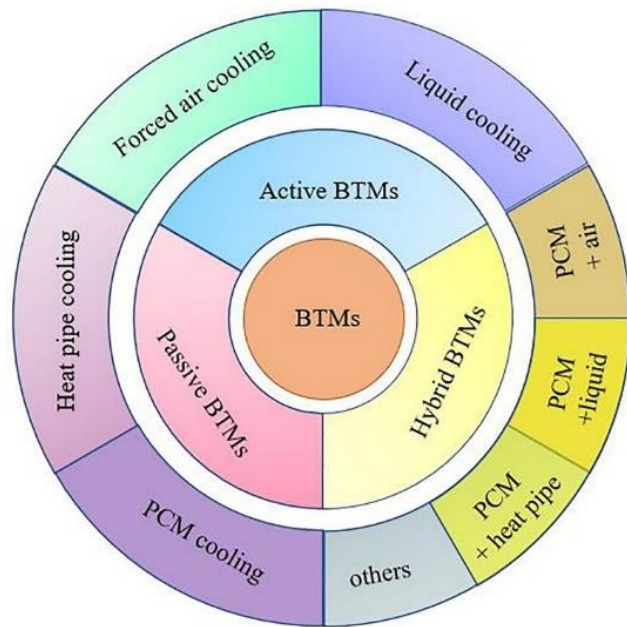 Forced air cooling
Liquid cooling
Active BTMs
PCM
+ air
Heat pipe cooling
BTMs
Passive BTMs
Hybrid BTMs
PCM
+liquid
PCM
+ heat pipe
PCM cooling
others